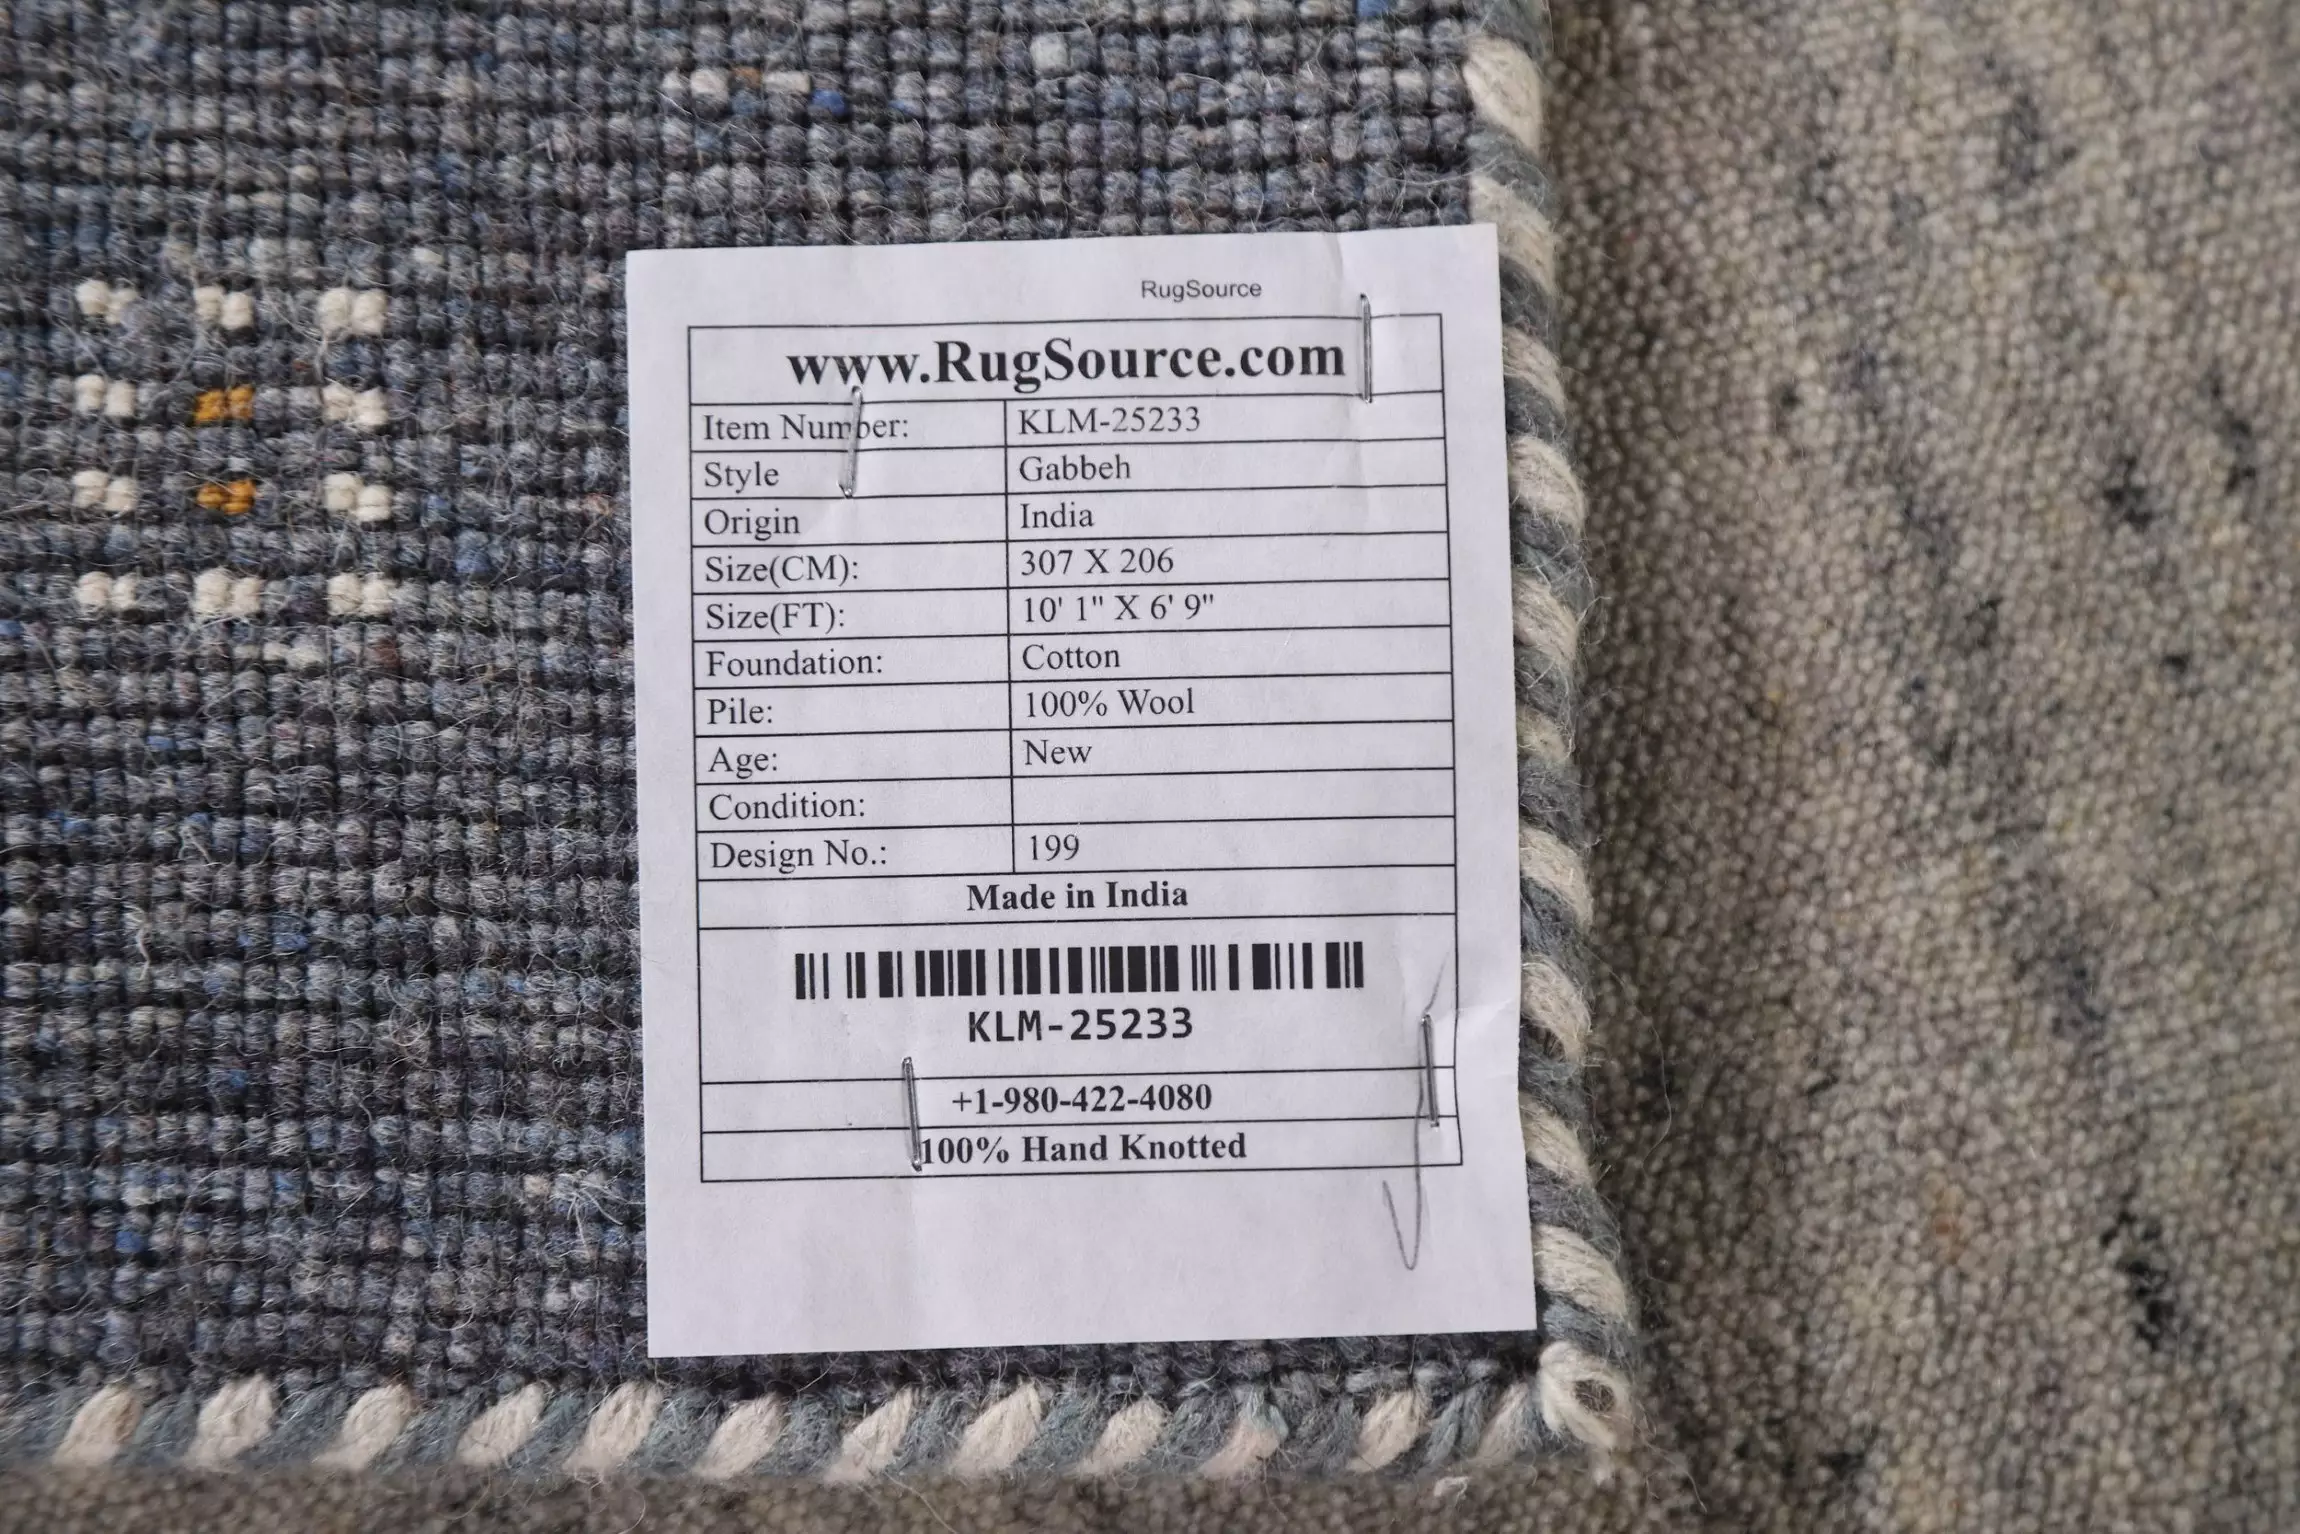 RugSource
www.RugSource.com
Item Number: KLM-25233
Style Gabbeh
Origin India
Size(CM): 307 X 206
Size(FT): 10' 1" X 6' 9"
Foundation: Cotton
Pile: 100% Wool
Age: New
Condition:
Design No.: 199
Made in India
KLM-25233
+1-980-422-4080
100% Hand Knotted